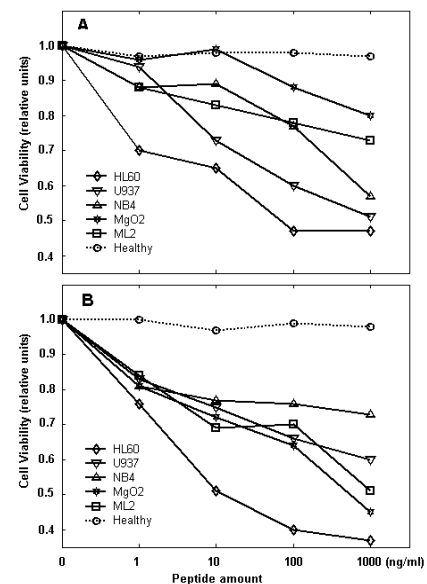 A
Cell Viability (relative units)
1.0
0.9
0.8
0.7
0.6
0.5
0.4
HL60
U937
NB4
MgO2
ML2
Healthy
B
Cell Viability (relative units)
1.0
0.9
0.8
0.7
0.6
0.5
0.4
HL60
U937
NB4
MgO2
ML2
Healthy
0 1 10 100 1000 (ng/ml)
Peptide amount